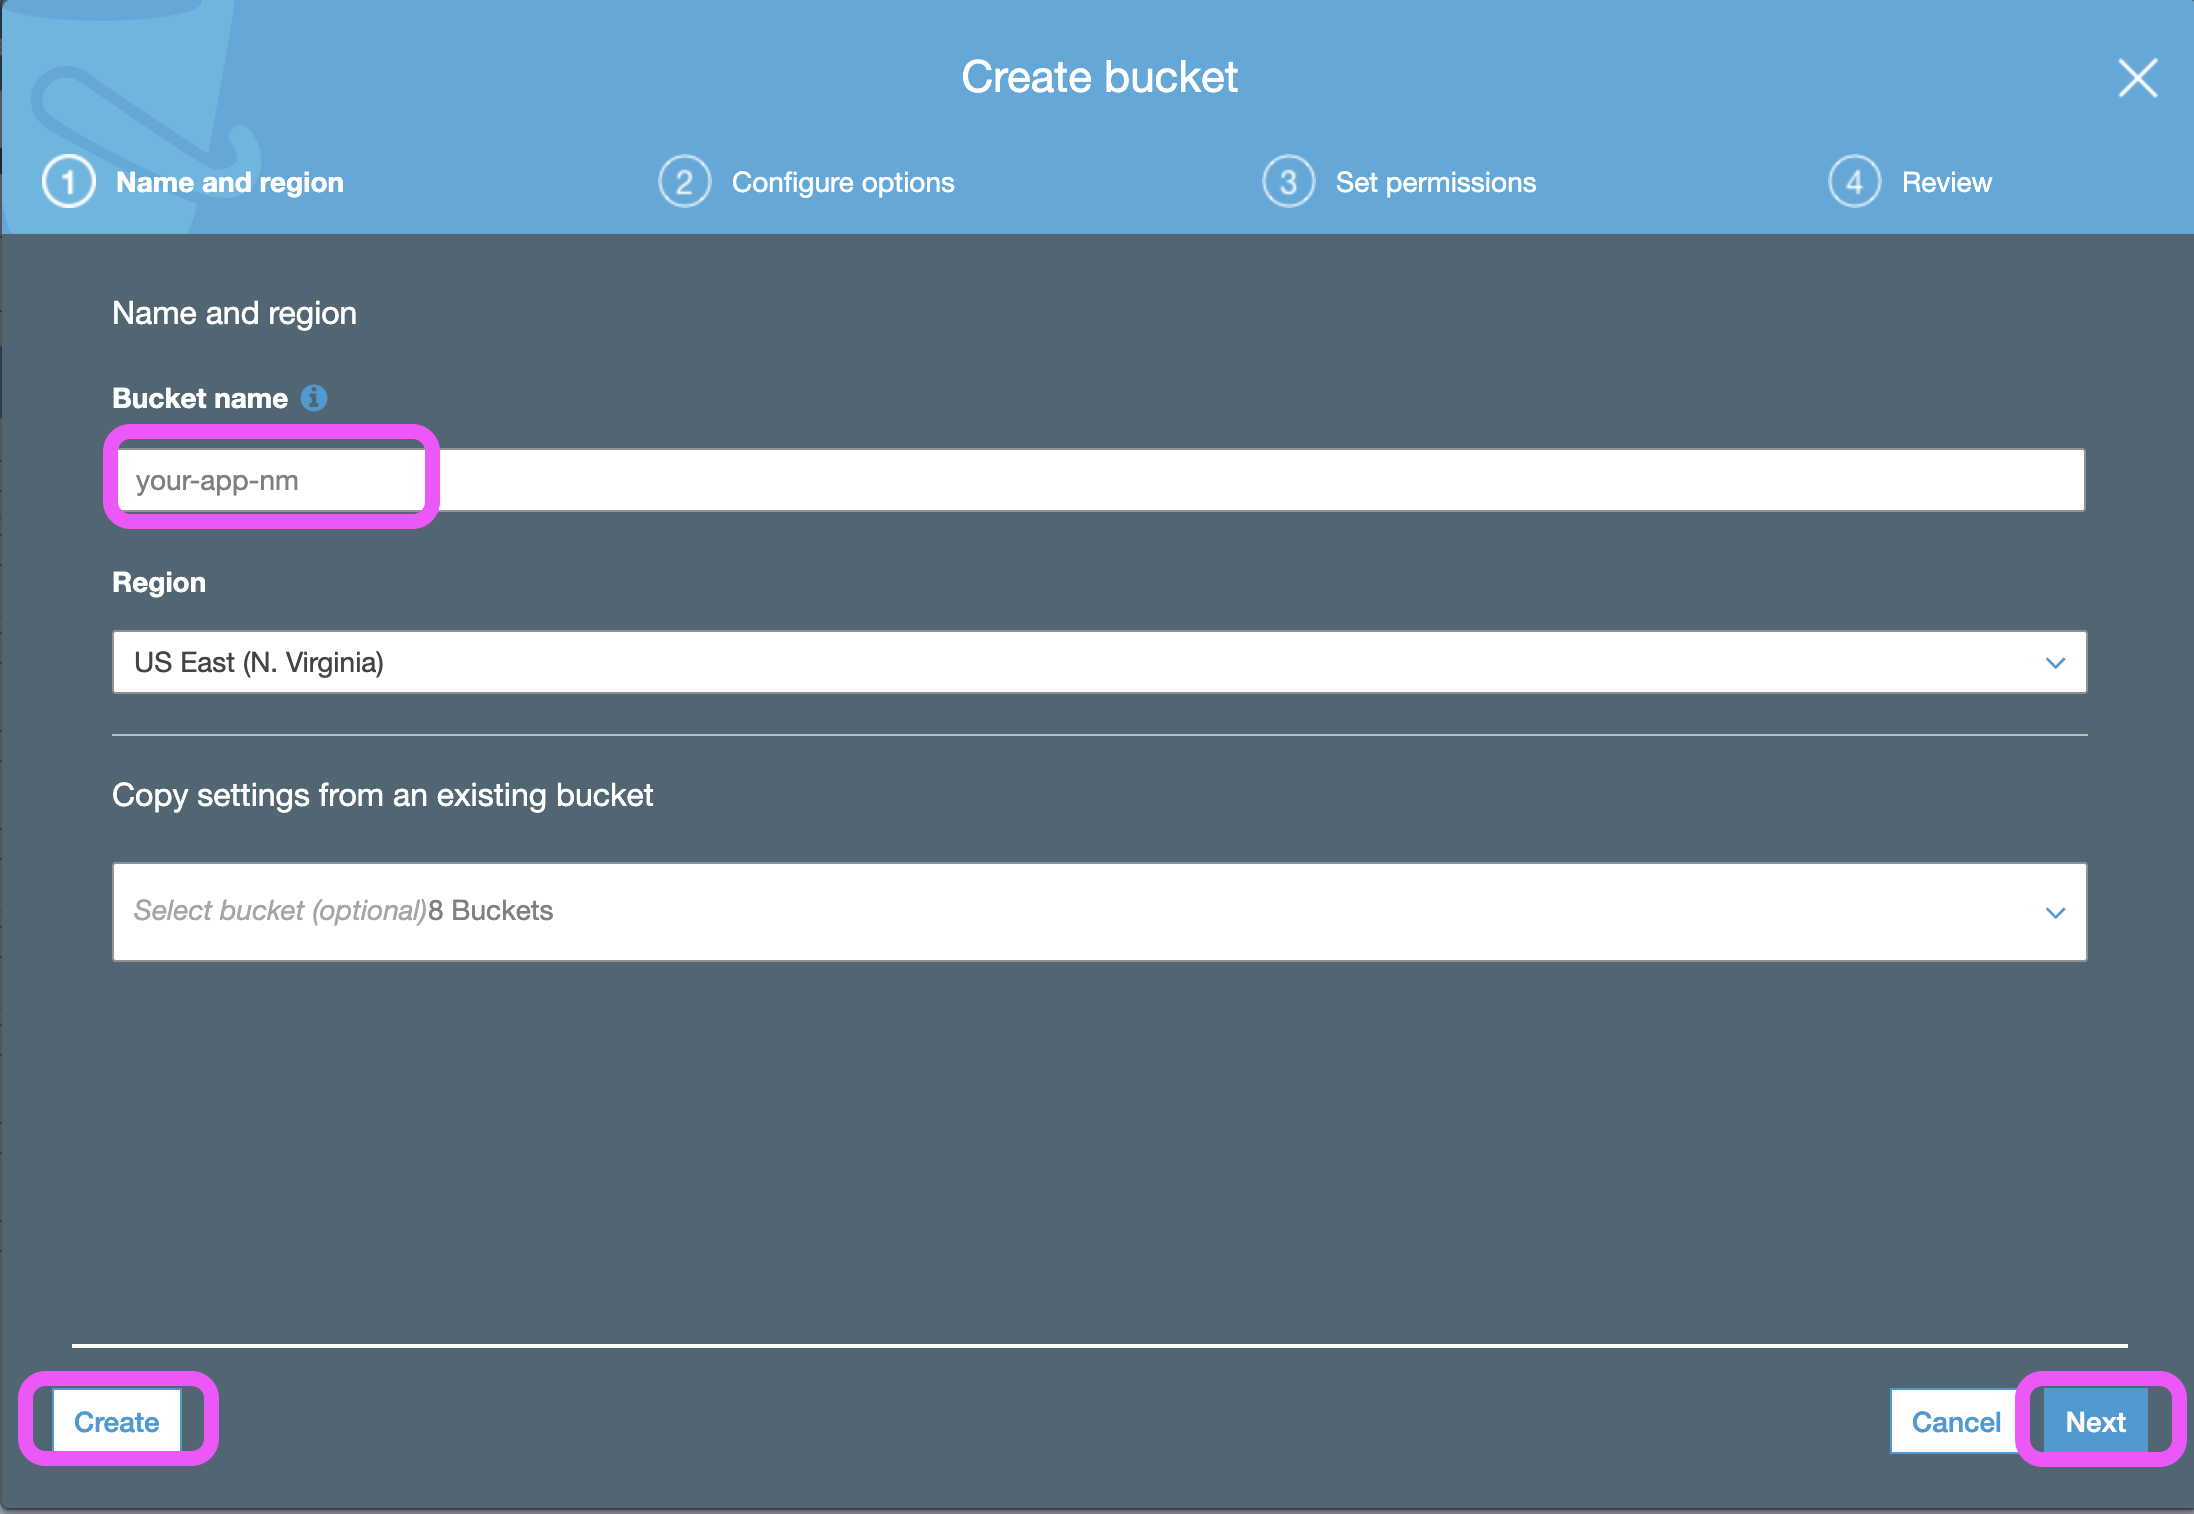 Create bucket
1 Name and region
2 Configure options
3 Set permissions
4 Review
Name and region
Bucket name i
your-app-nm
Region
US East (N. Virginia)
Copy settings from an existing bucket
Select bucket (optional)8 Buckets
Create
Cancel
Next